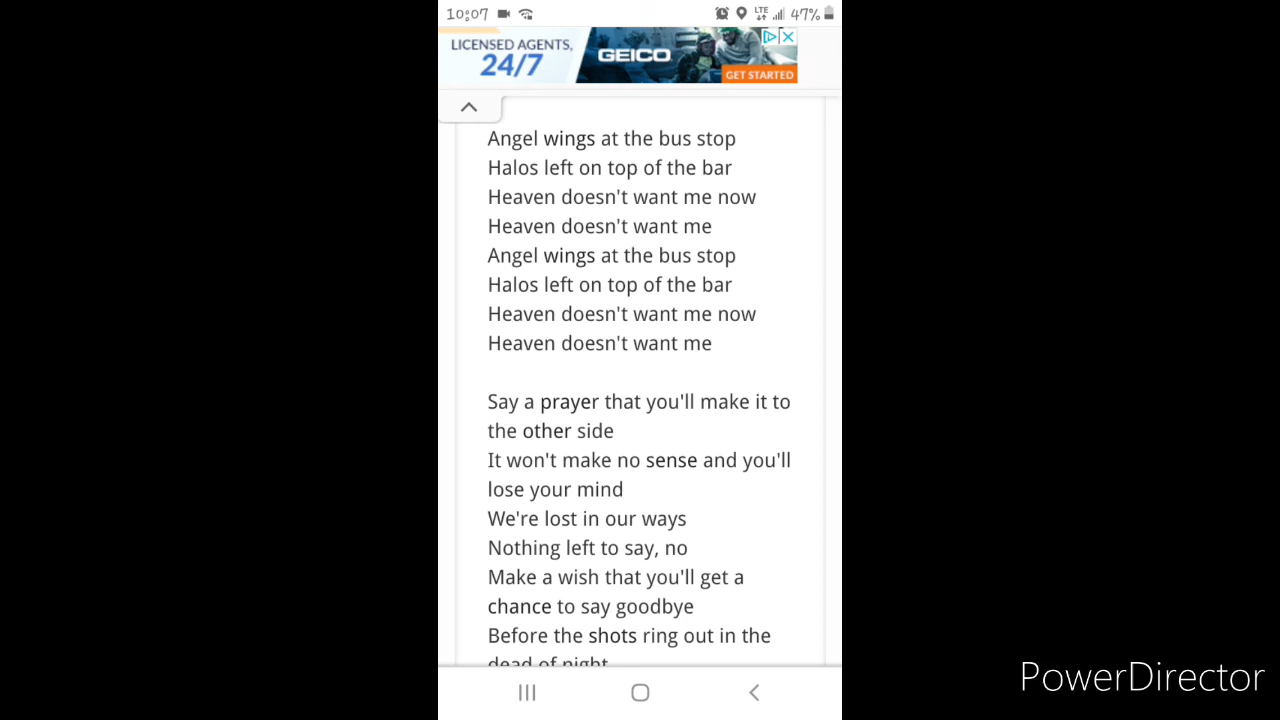 10:07
LTE
47%
LICENSED AGENTS,
24/7
GEICO
GET STARTED
Angel wings at the bus stop
Halos left on top of the bar
Heaven doesn't want me now
Heaven doesn't want me
Angel wings at the bus stop
Halos left on top of the bar
Heaven doesn't want me now
Heaven doesn't want me
Say a prayer that you'll make it to
the other side
It won't make no sense and you'll
lose your mind
We're lost in our ways
Nothing left to say, no
Make a wish that you'll get a
chance to say goodbye
Before the shots ring out in the
dead of night
PowerDirector